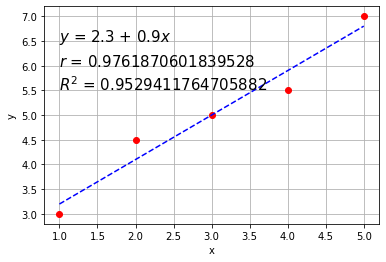 y = 2.3 + 0.9x
r = 0.9761870601839528
R² = 0.9529411764705882
7.0
6.5
6.0
5.5
5.0
4.5
4.0
3.5
3.0
y
1.0 1.5 2.0 2.5 3.0 3.5 4.0 4.5 5.0
x